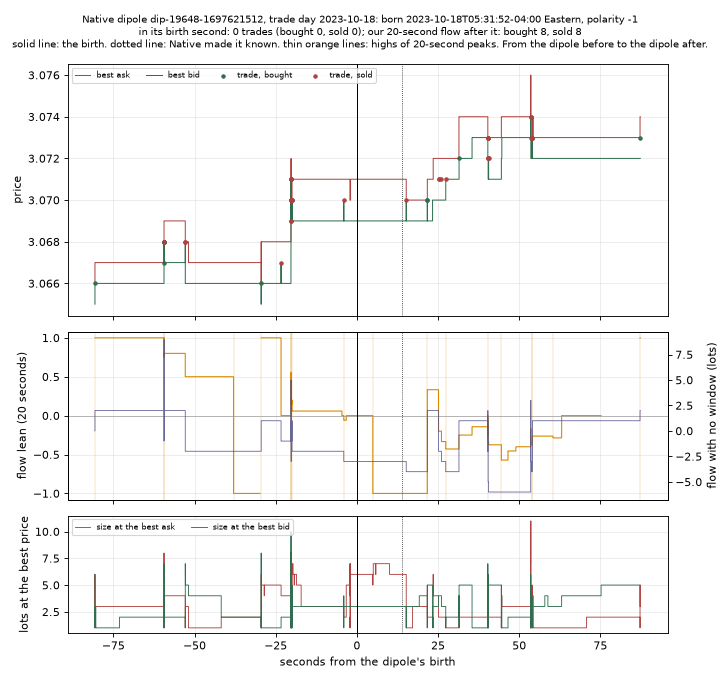 Native dipole dip-19648-1697621512, trade day 2023-10-18: born 2023-10-18T05:31:52-04:00 Eastern, polarity -1
in its birth second: 0 trades (bought 0, sold 0); our 20-second flow after it: bought 8, sold 8
solid line: the birth. dotted line: Native made it known. thin orange lines: highs of 20-second peaks. From the dipole before to the dipole after.
best ask
best bid
trade, bought
trade, sold
3.076
3.074
3.072
3.070
3.068
3.066
price
1.0
0.5
0.0
−0.5
−1.0
flow lean (20 seconds)
7.5
5.0
2.5
0.0
−2.5
−5.0
flow with no window (lots)
size at the best ask
size at the best bid
10.0
7.5
5.0
2.5
lots at the best price
−75
−50
−25
0
25
50
75
seconds from the dipole's birth